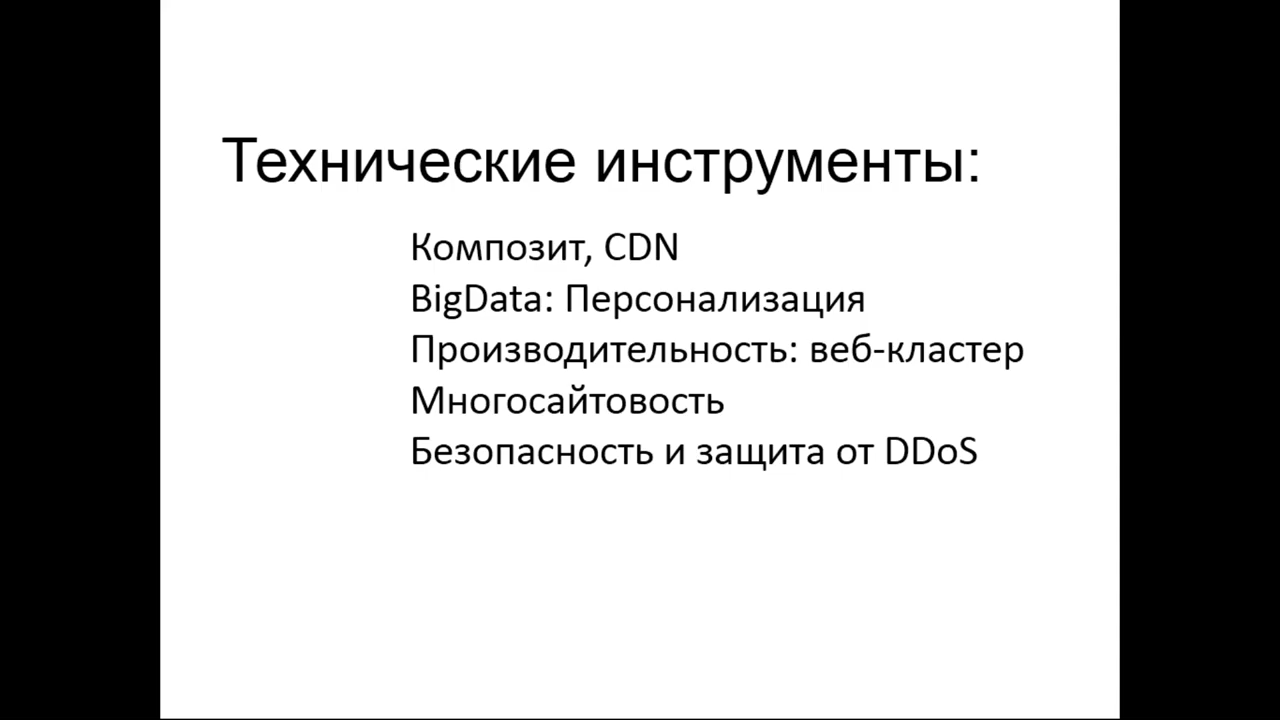 Технические инструменты:
Композит, CDN
BigData: Персонализация
Производительность: веб-кластер
Многосайтовость
Безопасность и защита от DDoS